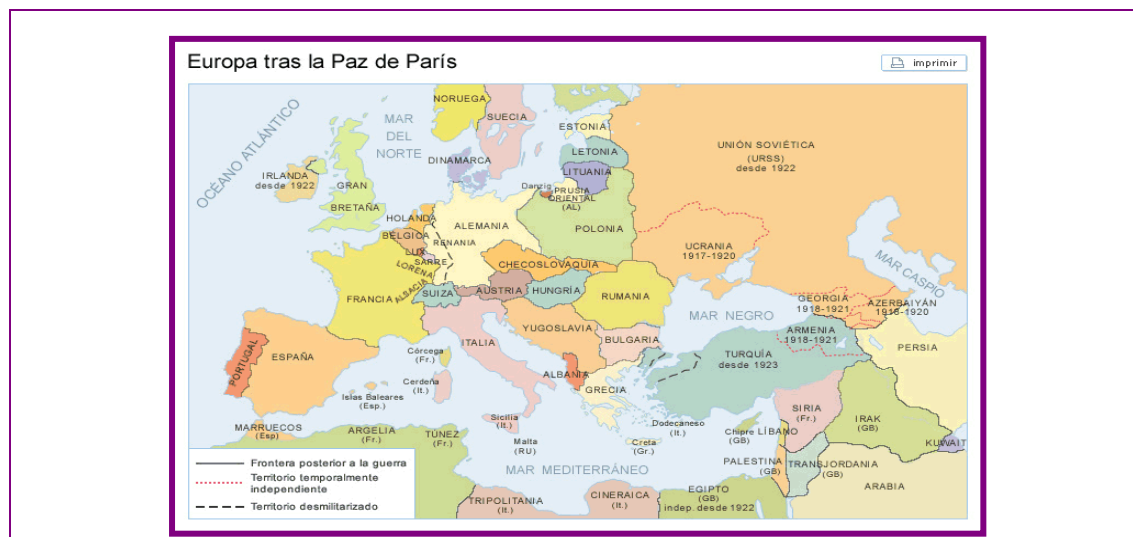 Europa tras la Paz de París
imprimir
OCÉANO ATLÁNTICO
MAR
DEL
NORTE
NORUEGA
SUECIA
ESTONIA
LETONIA
LITUANIA
DINAMARCA
Danzig
PRUSIA
ORIENTAL
(AL)
UNIÓN SOVIÉTICA
(URSS)
desde 1922
IRLANDA
desde 1922
GRAN
BRETAÑA
HOLANDA
BELGICA
LUX
SARRE
RENANIA
LORENA
ALSACIA
ALEMANIA
POLONIA
UCRANIA
1917-1920
CHECOSLOVAQUIA
FRANCIA
SUIZA
AUSTRIA
HUNGRÍA
RUMANIA
MAR CASPIO
GEORGIA
1918-1921
AZERBAIYÁN
1918-1920
MAR NEGRO
ARMENIA
1918-1921
PERSIA
YUGOSLAVIA
BULGARIA
ITALIA
PORTUGAL
ESPAÑA
Córcega
(Fr.)
Cerdeña
(It.)
Islas Baleares
(Esp.)
ALBANIA
GRECIA
TURQUÍA
desde 1923
Sicilia
(It.)
Malta
(RU)
Creta
(Gr.)
Dodecaneso
(It.)
Chipre
(GB)
LÍBANO
SIRIA
(Fr.)
IRAK
(GB)
KUWAIT
MARRUECOS
(Esp)
ARGELIA
(Fr.)
TÚNEZ
(Fr.)
MAR MEDITERRÁNEO
PALESTINA
(GB)
TRANSJORDANIA
(GB)
ARABIA
TRIPOLITANIA
(It.)
CINERAICA
(It.)
EGIPTO
(GB)
indep. desde 1922
Frontera posterior a la guerra
Territorio temporalmente
independiente
Territorio desmilitarizado